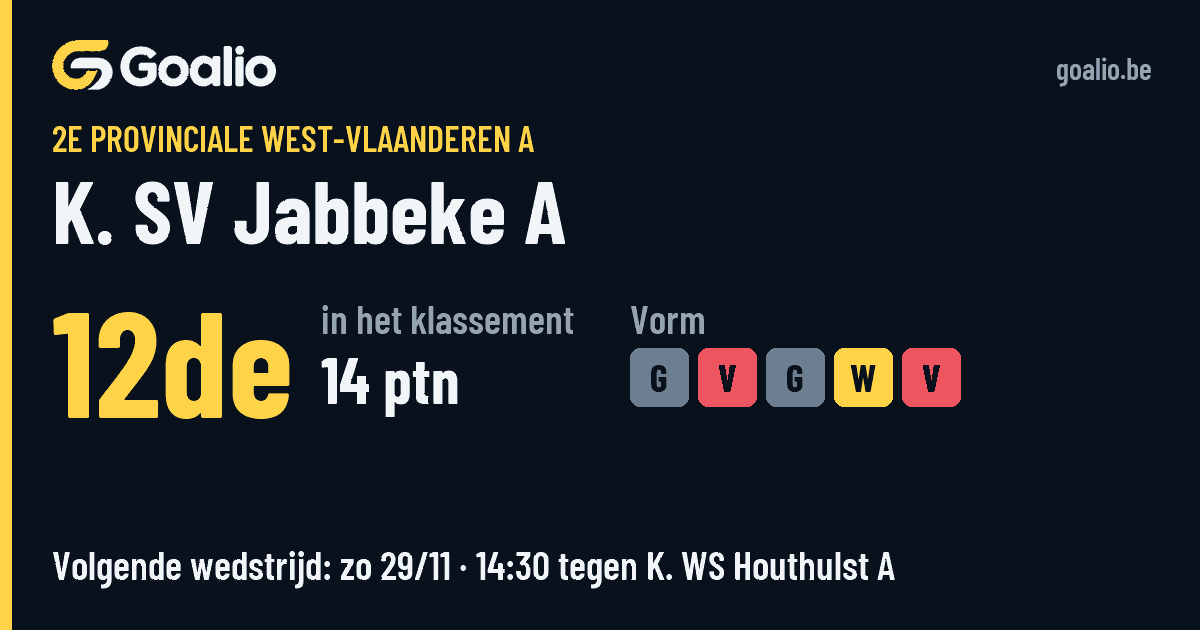 Goalio
goalio.be
2E PROVINCIALE WEST-VLAANDEREN A
K. SV Jabbeke A
12de
in het klassement
14 ptn
Vorm
G V G W V
Volgende wedstrijd: zo 29/11 · 14:30 tegen K. WS Houthulst A